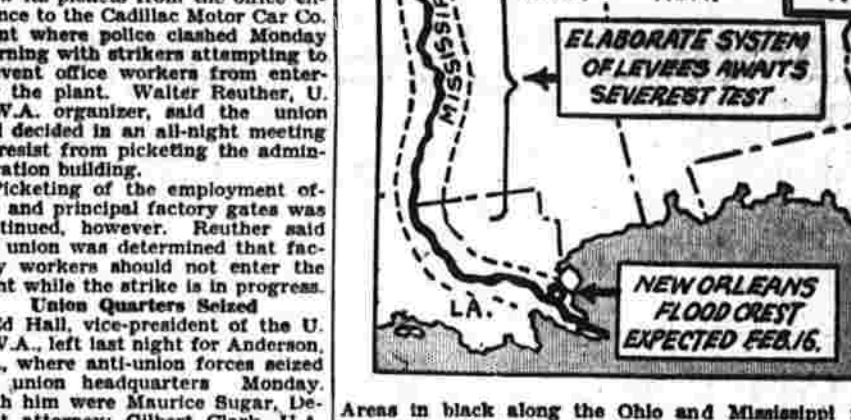 nce to the Cadillac Motor Car Co.
nt where police clashed Monday
rning with strikers attempting to
vent office workers from enter-
the plant. Walter Reuther, U.
W.A. organizer, said the union
decided in an all-night meeting
resist from picketing the admin-
ration building.
Picketing of the employment of-
and principal factory gates was
tinued, however. Reuther said
union was determined that fac-
y workers should not enter the
nt while the strike is in progress.
Union Quarters Seized
Ed Hall, vice-president of the U.
W.A., left last night for Anderson,
., where anti-union forces seized
union headquarters Monday.
h him were Maurice Sugar, De-
MISSISSIP
ELABORATE SYSTEM
OF LEVEES AWAITS
SEVEREST TEST
LA.
NEW ORLEANS
FLOOD CREST
EXPECTED FEB. 16.
Areas in black along the Ohio and Mississippi